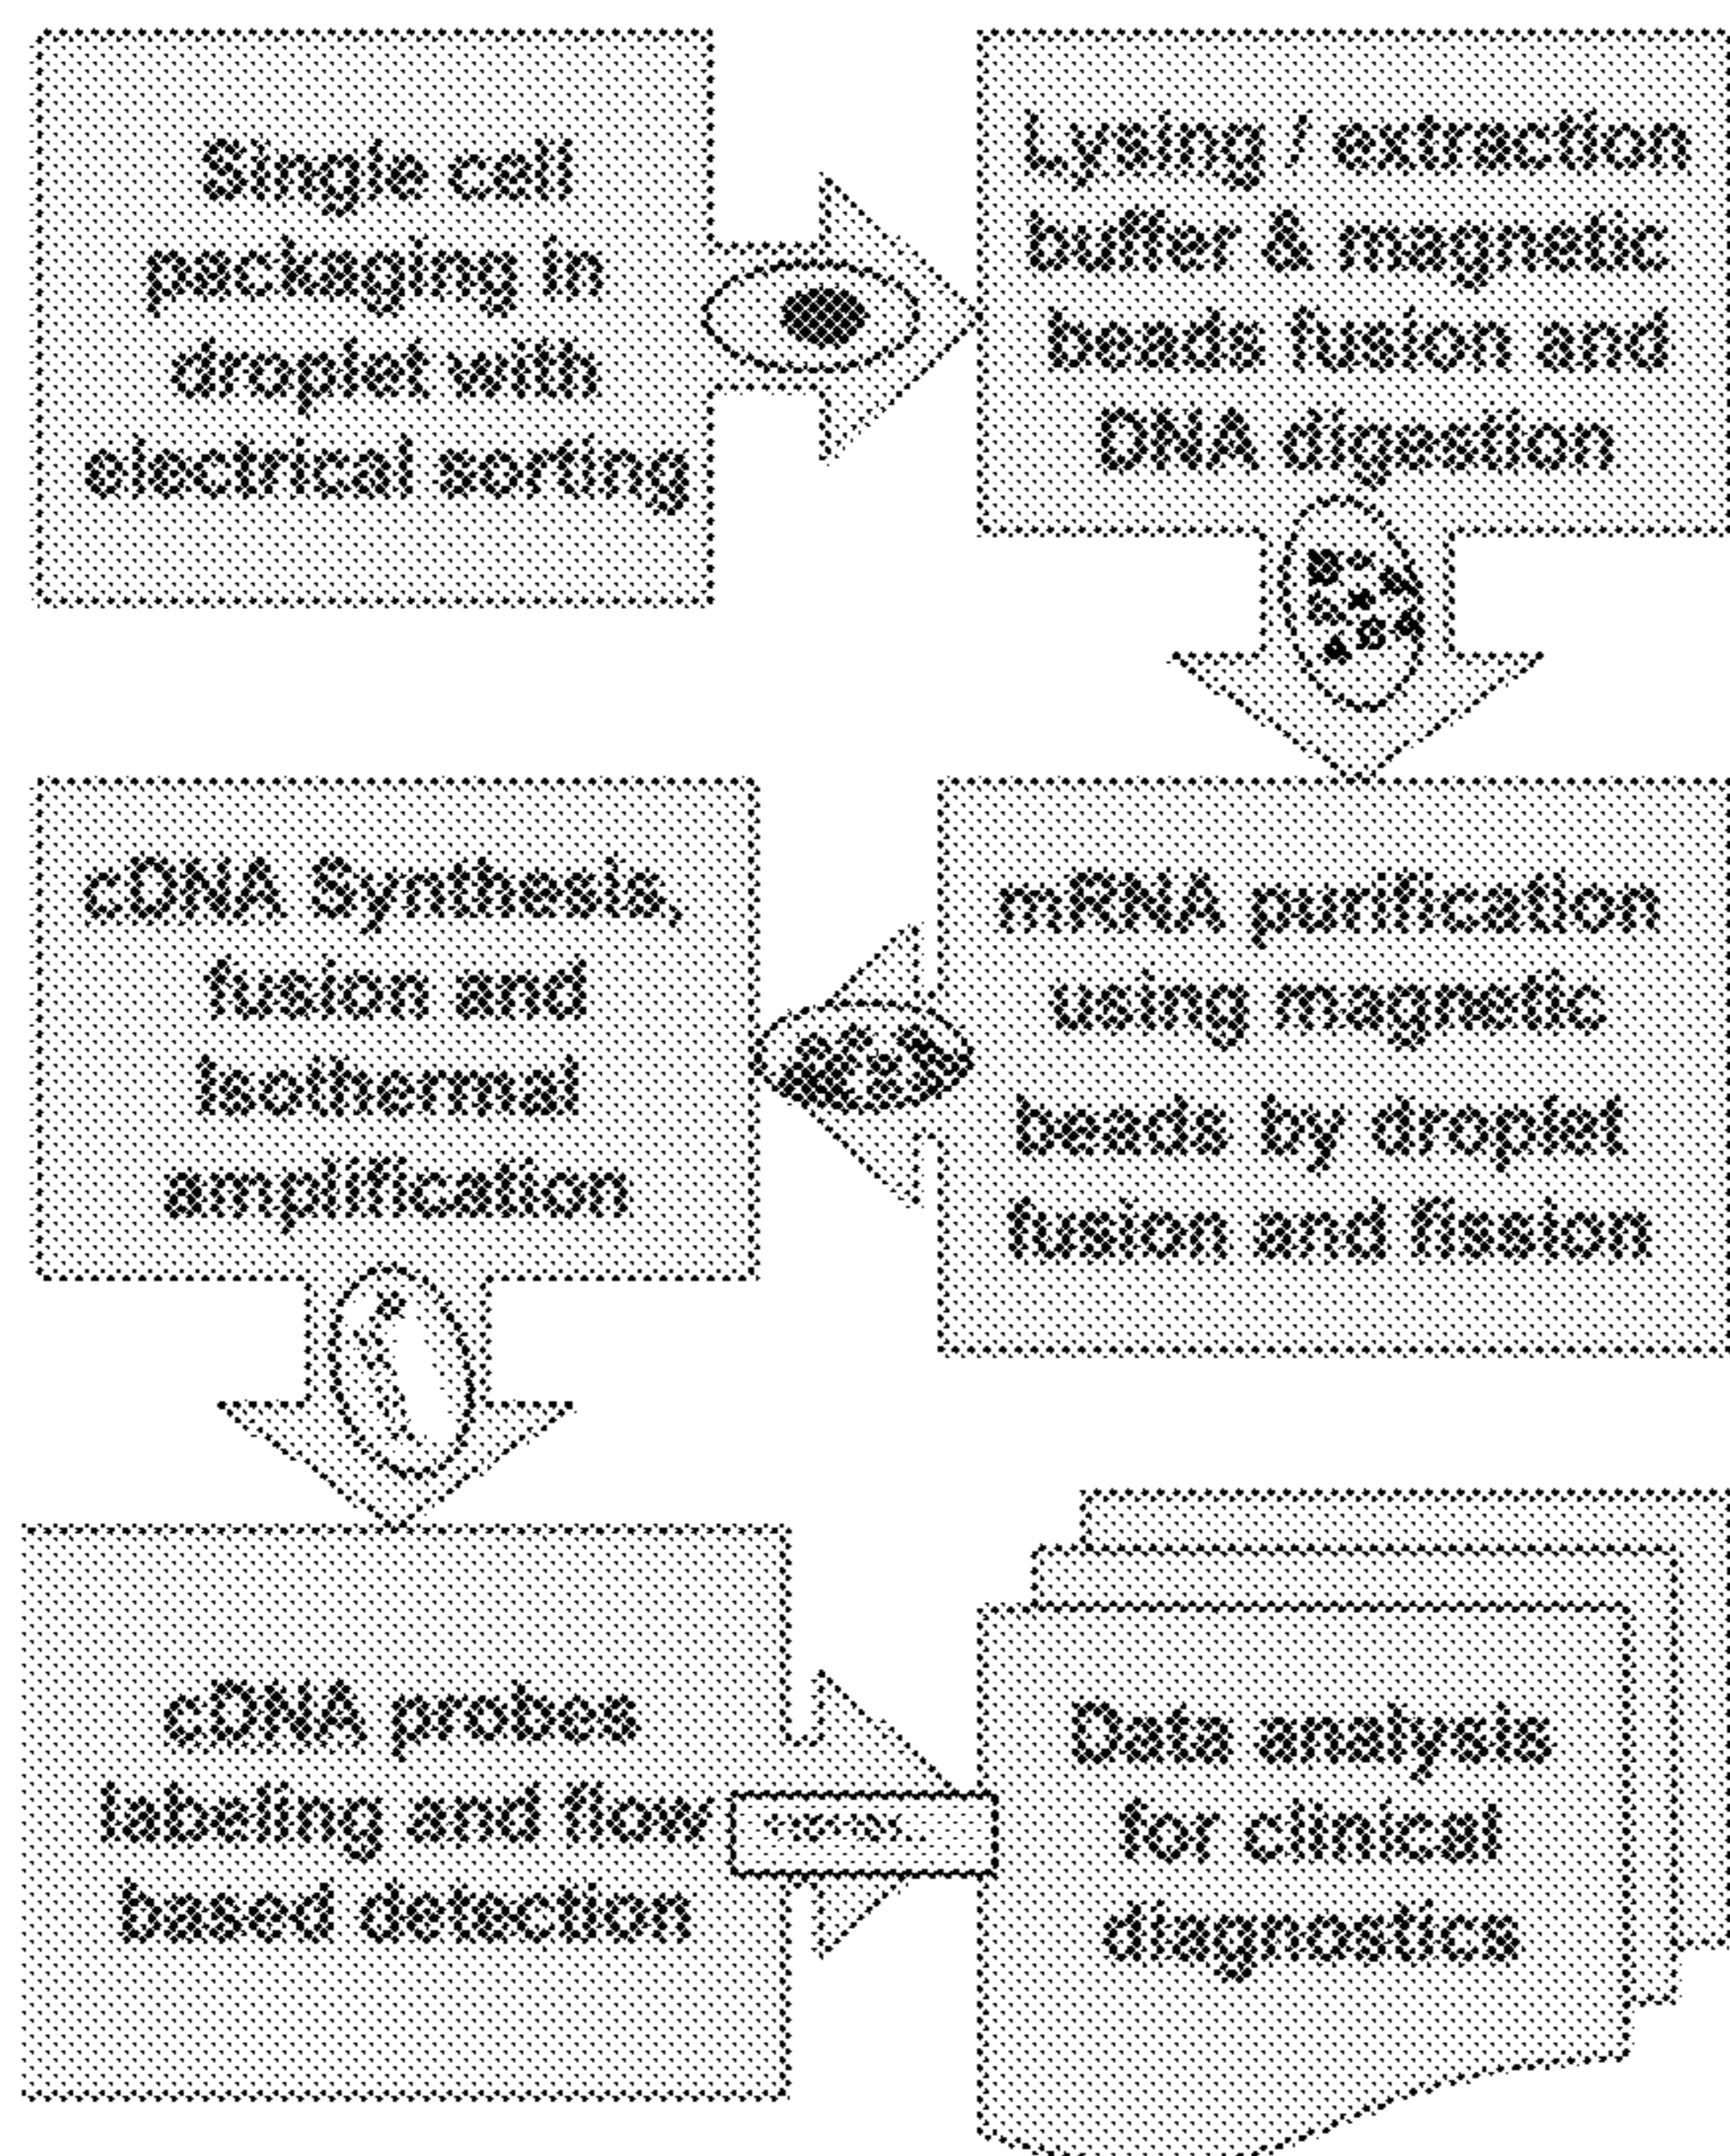 Single cell
packaging in
droplet with
electrical sorting
Lysing / extraction
buffer & magnetic
beads fusion and
DNA digestion
mRNA purification
using magnetic
beads by droplet
fusion and fission
cDNA Synthesis,
fusion and
Isothermal
amplification
cDNA probes
labeling and flow
based detection
Data analysis
for clinical
diagnostics